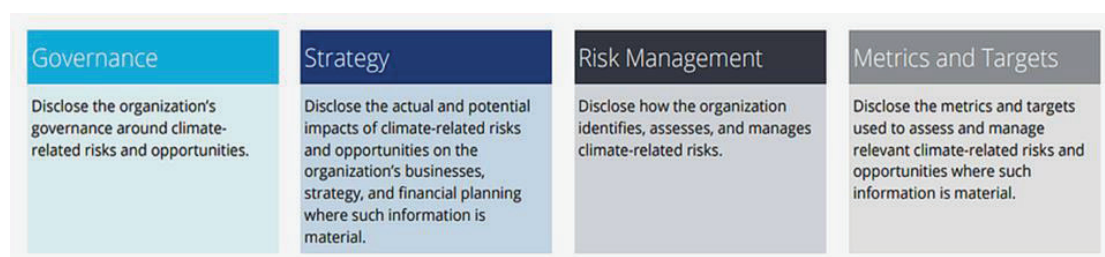 Governance
Disclose the organization's
governance around climate-
related risks and opportunities.
Strategy
Disclose the actual and potential
impacts of climate-related risks
and opportunities on the
organization's businesses,
strategy, and financial planning
where such information is
material.
Risk Management
Disclose how the organization
identifies, assesses, and manages
climate-related risks.
Metrics and Targets
Disclose the metrics and targets
used to assess and manage
relevant climate-related risks and
opportunities where such
information is material.